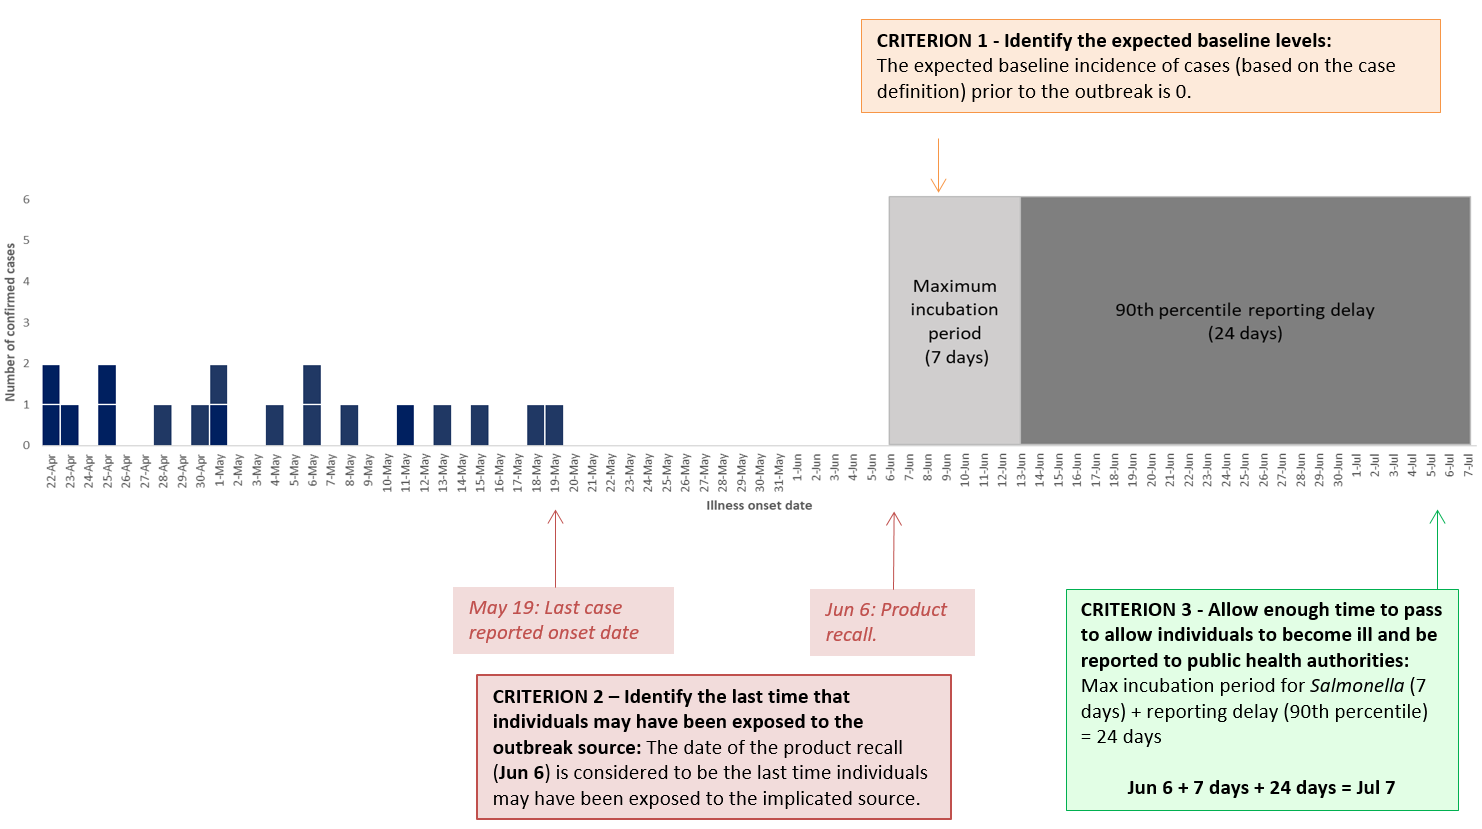 CRITERION 1 - Identify the expected baseline levels:
The expected baseline incidence of cases (based on the case
definition) prior to the outbreak is 0.
Number of confirmed cases
6
5
4
3
2
1
0
Maximum
incubation
period
(7 days)
90th percentile reporting delay
(24 days)
22-Apr
23-Apr
24-Apr
25-Apr
26-Apr
27-Apr
28-Apr
29-Apr
30-Apr
1-May
2-May
3-May
4-May
5-May
6-May
7-May
8-May
9-May
10-May
11-May
12-May
13-May
14-May
15-May
16-May
17-May
18-May
19-May
20-May
21-May
22-May
23-May
24-May
25-May
26-May
27-May
28-May
29-May
30-May
31-May
1-Jun
2-Jun
3-Jun
4-Jun
5-Jun
6-Jun
7-Jun
8-Jun
9-Jun
10-Jun
11-Jun
12-Jun
13-Jun
14-Jun
15-Jun
16-Jun
17-Jun
18-Jun
19-Jun
20-Jun
21-Jun
22-Jun
23-Jun
24-Jun
25-Jun
26-Jun
27-Jun
28-Jun
29-Jun
30-Jun
1-Jul
2-Jul
3-Jul
4-Jul
5-Jul
6-Jul
7-Jul
Illness onset date
May 19: Last case
reported onset date
Jun 6: Product
recall.
CRITERION 2 – Identify the last time that
individuals may have been exposed to the
outbreak source: The date of the product recall
(Jun 6) is considered to be the last time individuals
may have been exposed to the implicated source.
CRITERION 3 - Allow enough time to pass
to allow individuals to become ill and be
reported to public health authorities:
Max incubation period for Salmonella (7
days) + reporting delay (90th percentile)
= 24 days
Jun 6 + 7 days + 24 days = Jul 7